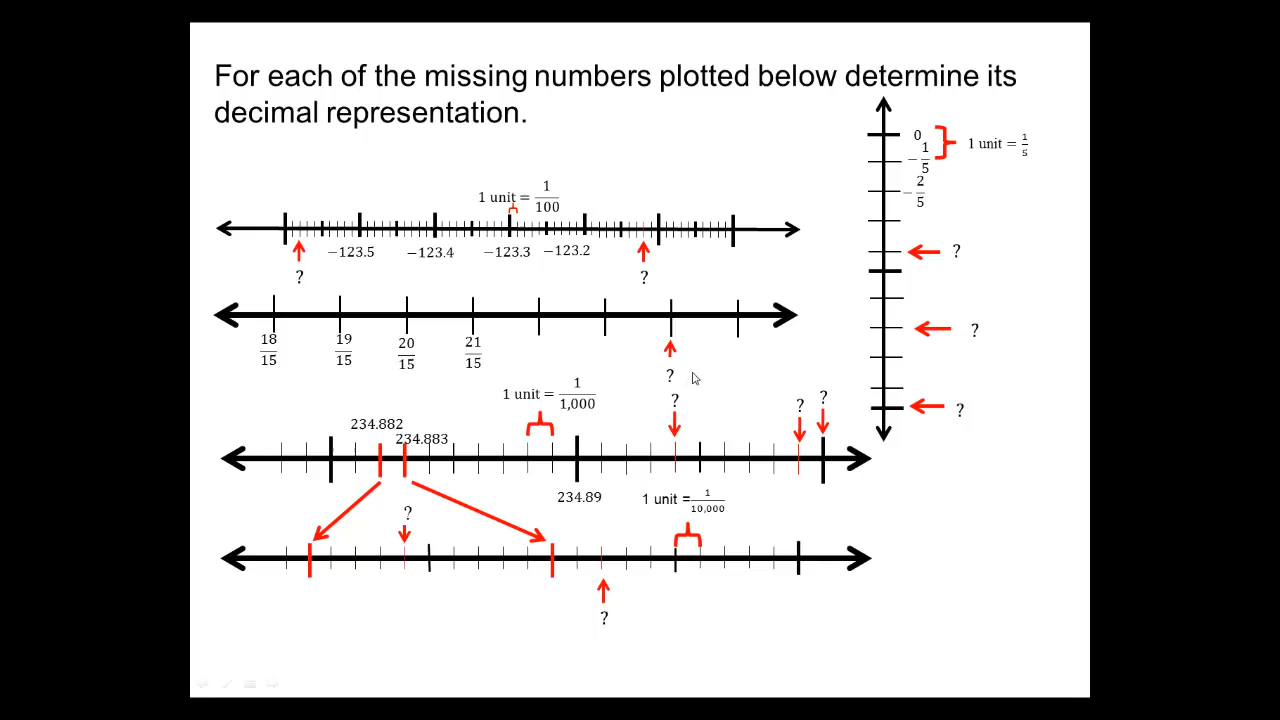 For each of the missing numbers plotted below determine its
decimal representation.
0
1 unit = 1/5
−1/5
−2/5
1 unit = 1/100
−123.5 −123.4 −123.3 −123.2
?
? ?
18/15 19/15 20/15 21/15
?
?
1 unit = 1/1,000
? ? ?
?
234.882
234.883
234.89
1 unit = 1/10,000
?
?